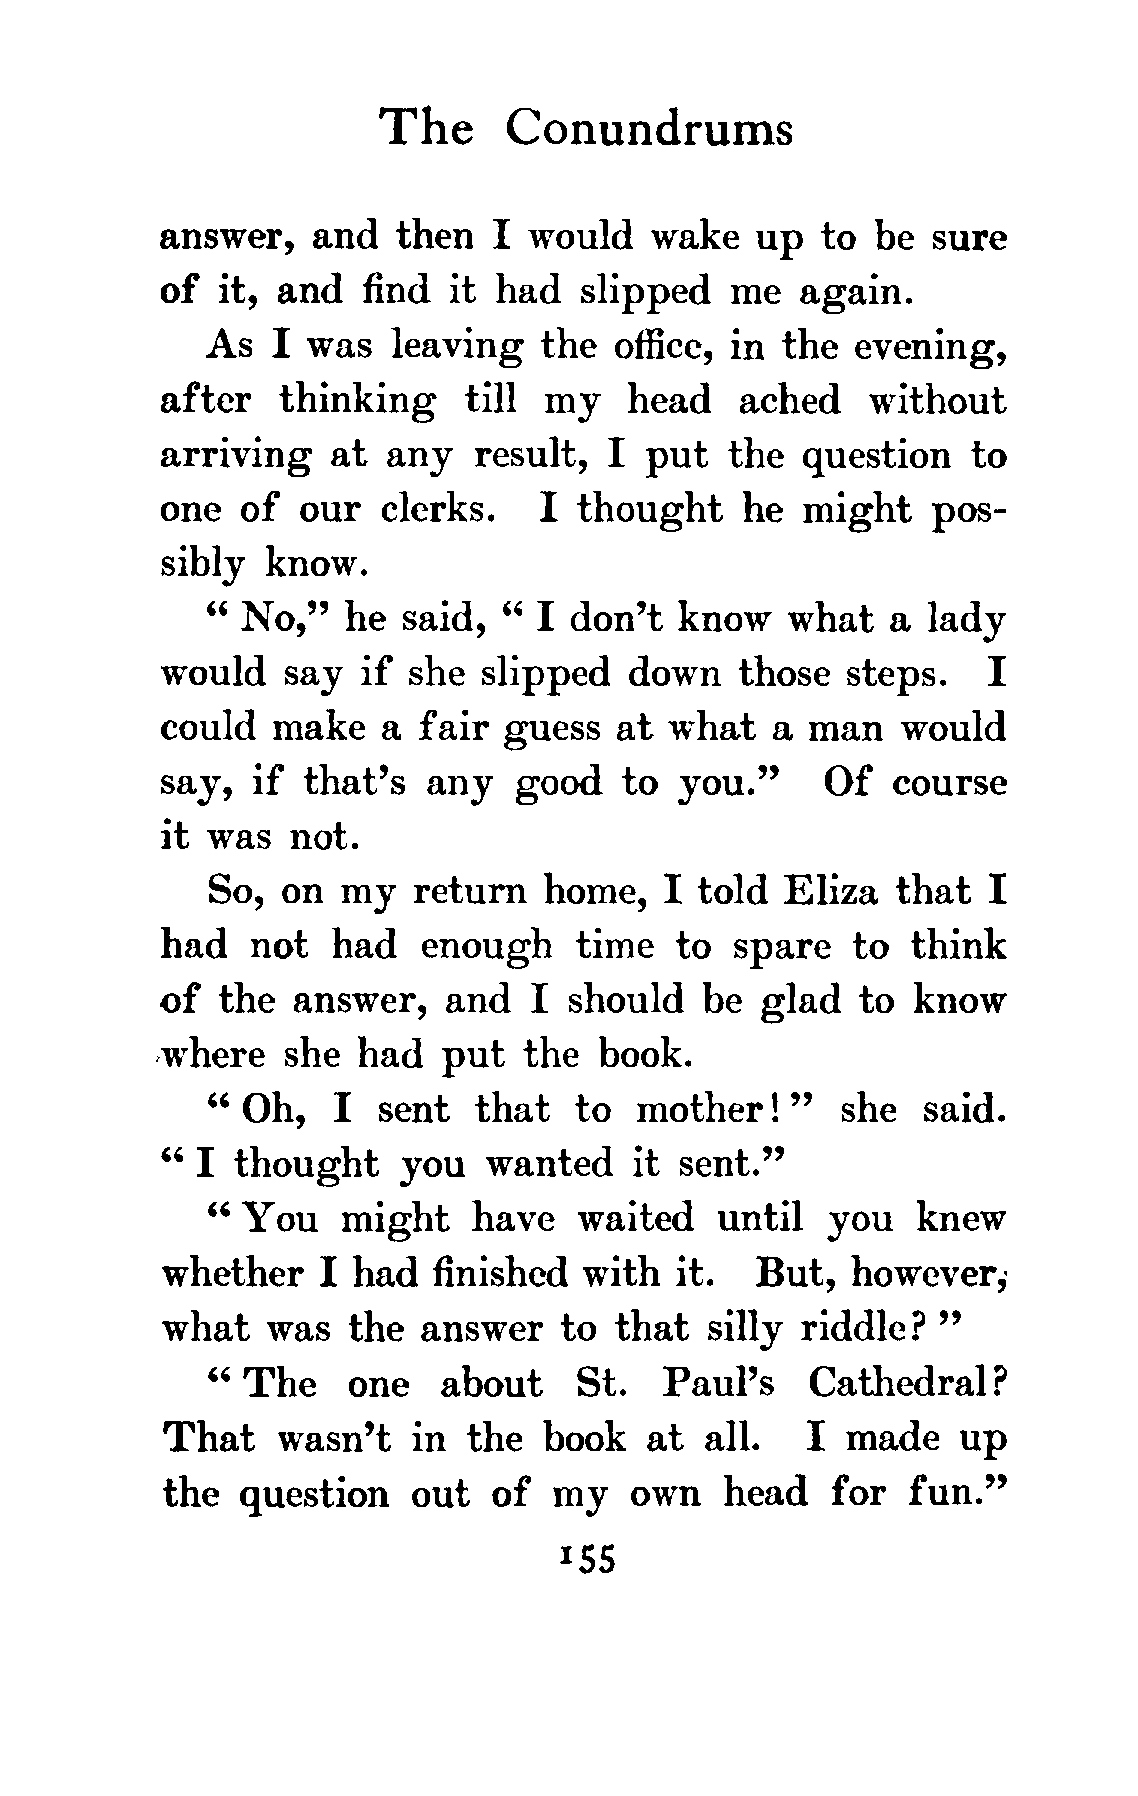 The Conundrums
answer, and then I would wake up to be sure
of it, and find it had slipped me again.
As I was leaving the office, in the evening,
after thinking till my head ached without
arriving at any result, I put the question to
one of our clerks. I thought he might pos-
sibly know.
“ No,” he said, “ I don’t know what a lady
would say if she slipped down those steps. I
could make a fair guess at what a man would
say, if that’s any good to you.” Of course
it was not.
So, on my return home, I told Eliza that I
had not had enough time to spare to think
of the answer, and I should be glad to know
where she had put the book.
“ Oh, I sent that to mother! ” she said.
“ I thought you wanted it sent.”
“ You might have waited until you knew
whether I had finished with it. But, however,
what was the answer to that silly riddle? ”
“ The one about St. Paul’s Cathedral?
That wasn’t in the book at all. I made up
the question out of my own head for fun.”
155